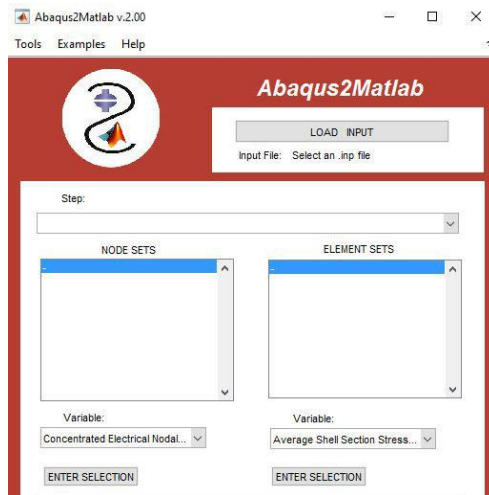 Abaqus2Matlab v.2.00
Tools Examples Help
Abaqus2Matlab
LOAD INPUT
Input File: Select an .inp file
Step:
NODE SETS ELEMENT SETS
- -
Variable: Variable:
Concentrated Electrical Nodal... Average Shell Section Stress...
ENTER SELECTION ENTER SELECTION